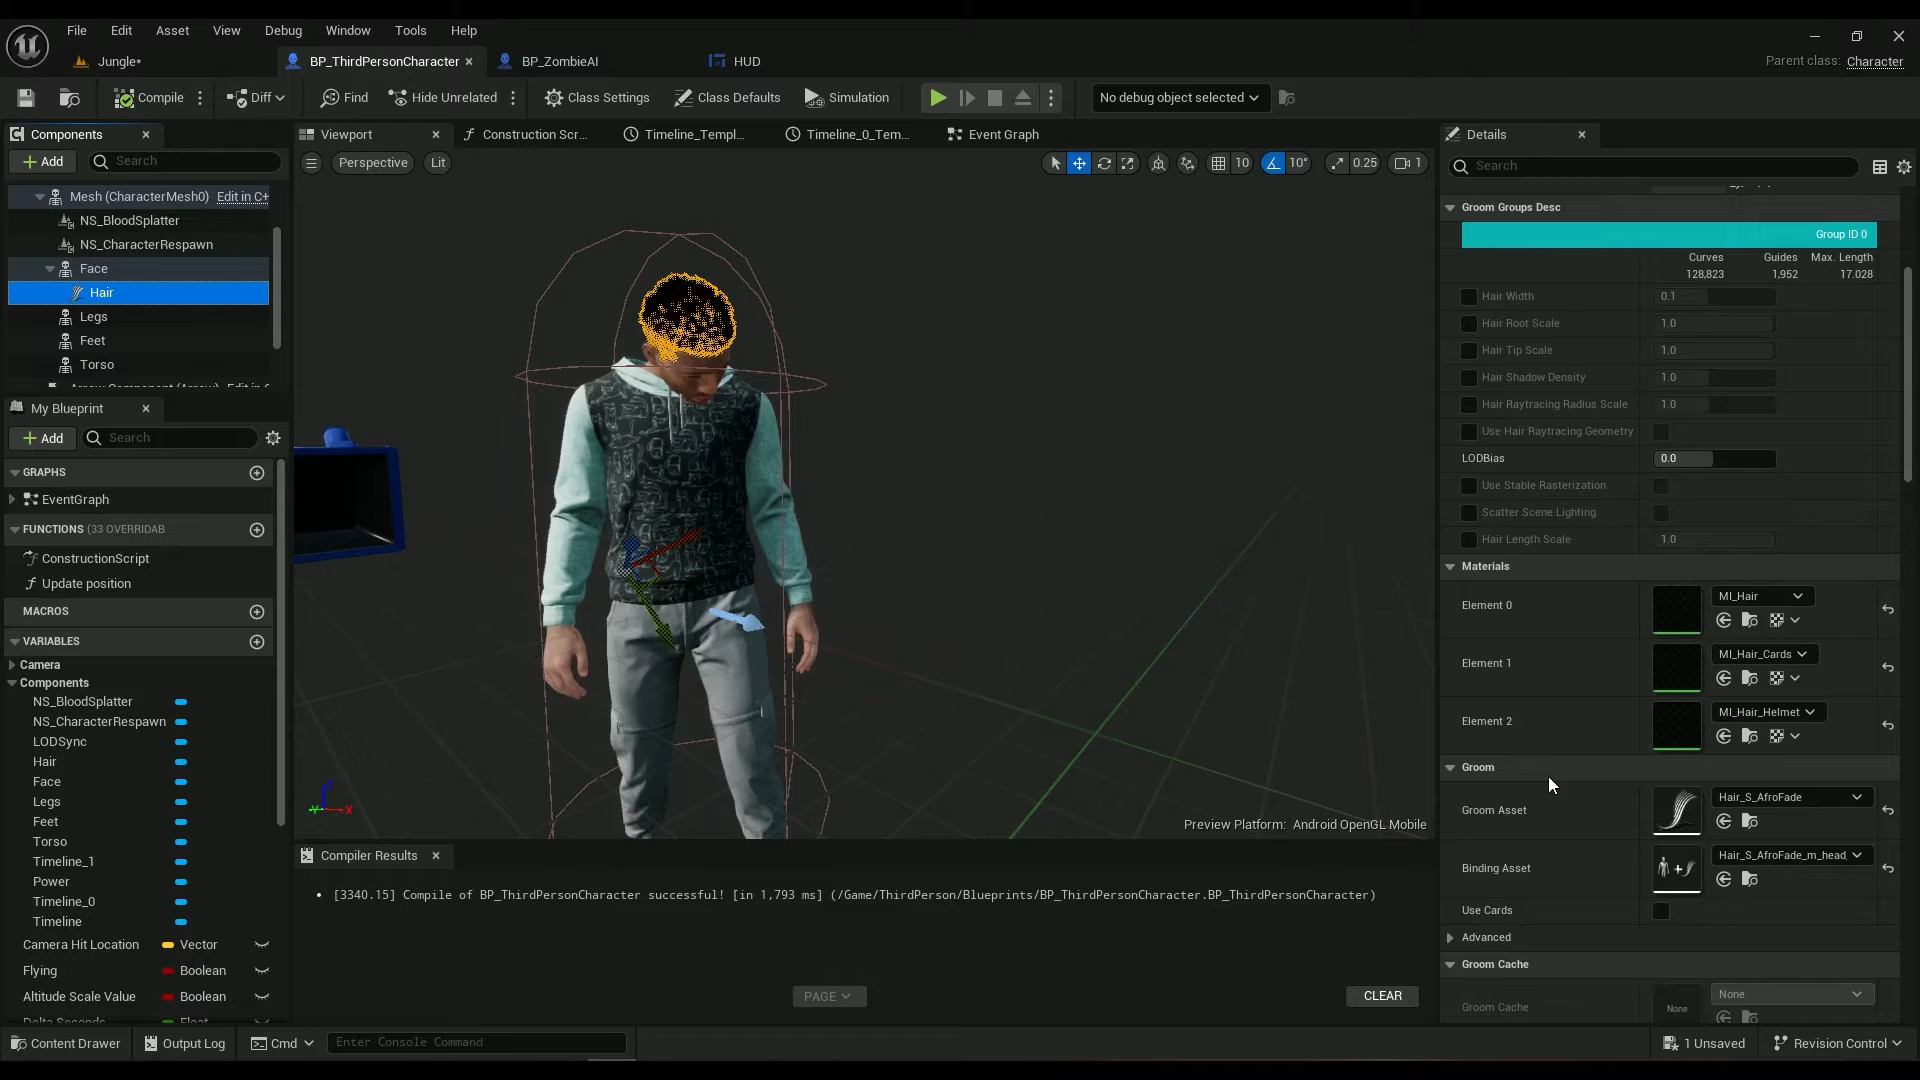 File Edit Asset View Window Debug Tools Help
Jungle* BP_ThirdPersonCharacter BP_ZombieAI HUD Parent class: Character
Compile Diff Find Hide Unrelated Class Settings Class Defaults Simulation No debug object selected
Components
Add Search
Mesh (CharacterMesh0) Edit in C+
NS_BloodSplatter
NS_CharacterRespawn
Face
Hair
Legs
Feet
Torso
My Blueprint
Add Search
GRAPHS
EventGraph
FUNCTIONS (33 OVERRIDAB
ConstructionScript
Update position
MACROS
VARIABLES
Camera
Components
NS_BloodSplatter
NS_CharacterRespawn
LODSync
Hair
Face
Legs
Feet
Torso
Timeline_1
Power
Timeline_0
Timeline
Camera Hit Location Vector
Flying Boolean
Altitude Scale Value Boolean
Viewport Construction Scr... Timeline_Templ... Timeline_0_Tem... Event Graph
Perspective Lit 10 10° 0.25 1
Preview Platform: Android OpenGL Mobile
Compiler Results
[3340.15] Compile of BP_ThirdPersonCharacter successful! [in 1,793 ms] (/Game/ThirdPerson/Blueprints/BP_ThirdPersonCharacter.BP_ThirdPersonCharacter)
PAGE CLEAR
Details
Search
Groom Groups Desc
Group ID 0
Curves Guides Max. Length
128,823 1,952 17.028
Hair Width 0.1
Hair Root Scale 1.0
Hair Tip Scale 1.0
Hair Shadow Density 1.0
Hair Raytracing Radius Scale 1.0
Use Hair Raytracing Geometry
LODBias 0.0
Use Stable Rasterization
Scatter Scene Lighting
Hair Length Scale 1.0
Materials
Element 0 MI_Hair
Element 1 MI_Hair_Cards
Element 2 MI_Hair_Helmet
Groom
Groom Asset Hair_S_AfroFade
Binding Asset Hair_S_AfroFade_m_head_
Use Cards
Advanced
Groom Cache
Groom Cache None None
Content Drawer Output Log Cmd Enter Console Command 1 Unsaved Revision Control